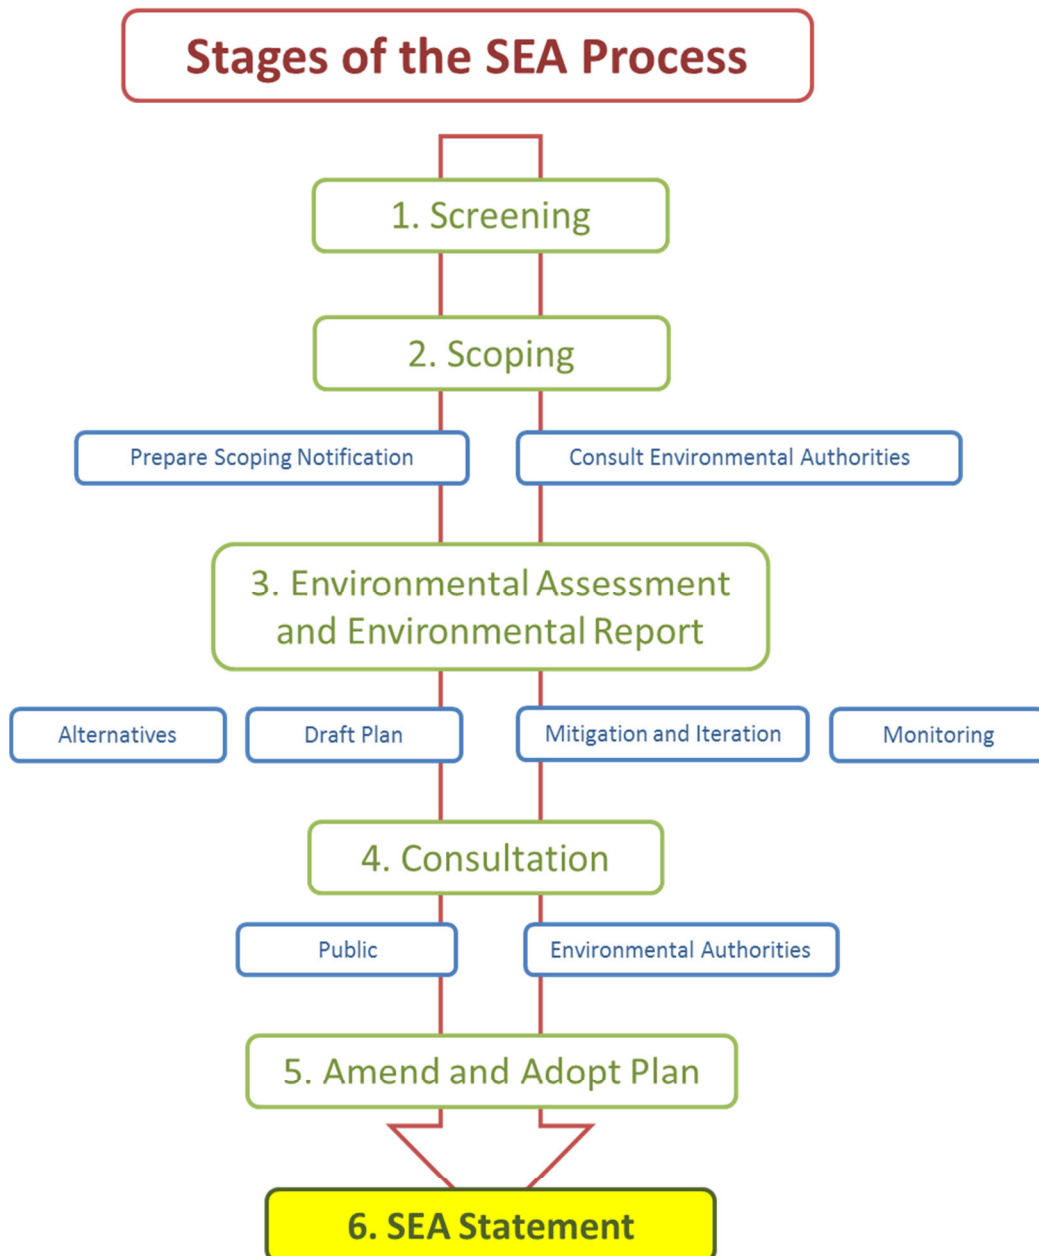 Stages of the SEA Process
1. Screening
2. Scoping
Prepare Scoping Notification
Consult Environmental Authorities
3. Environmental Assessment
and Environmental Report
Alternatives
Draft Plan
Mitigation and Iteration
Monitoring
4. Consultation
Public
Environmental Authorities
5. Amend and Adopt Plan
6. SEA Statement